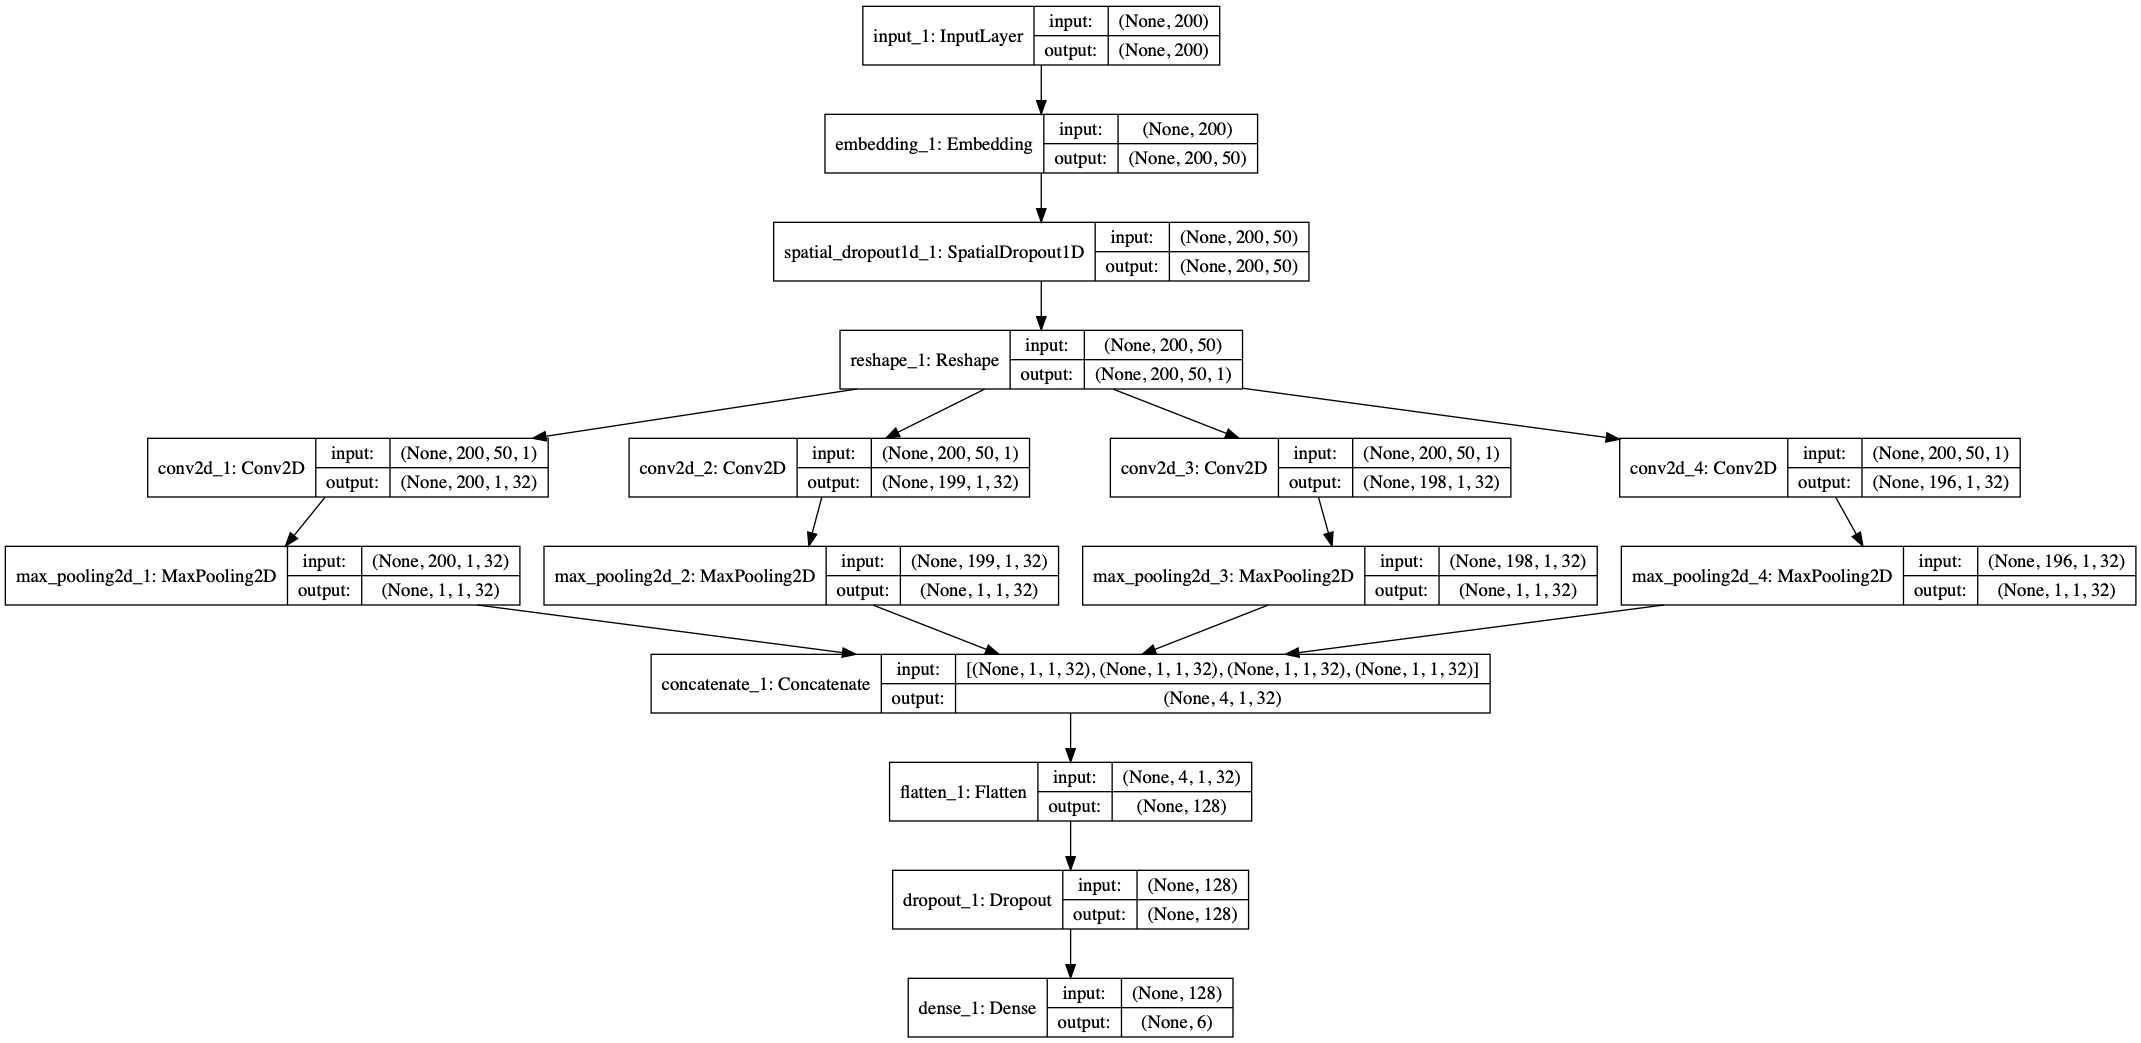 input_1: InputLayer
input: (None, 200)
output: (None, 200)
embedding_1: Embedding
input: (None, 200)
output: (None, 200, 50)
spatial_dropout1d_1: SpatialDropout1D
input: (None, 200, 50)
output: (None, 200, 50)
reshape_1: Reshape
input: (None, 200, 50)
output: (None, 200, 50, 1)
conv2d_1: Conv2D
input: (None, 200, 50, 1)
output: (None, 200, 1, 32)
conv2d_2: Conv2D
input: (None, 200, 50, 1)
output: (None, 199, 1, 32)
conv2d_3: Conv2D
input: (None, 200, 50, 1)
output: (None, 198, 1, 32)
conv2d_4: Conv2D
input: (None, 200, 50, 1)
output: (None, 196, 1, 32)
max_pooling2d_1: MaxPooling2D
input: (None, 200, 1, 32)
output: (None, 1, 1, 32)
max_pooling2d_2: MaxPooling2D
input: (None, 199, 1, 32)
output: (None, 1, 1, 32)
max_pooling2d_3: MaxPooling2D
input: (None, 198, 1, 32)
output: (None, 1, 1, 32)
max_pooling2d_4: MaxPooling2D
input: (None, 196, 1, 32)
output: (None, 1, 1, 32)
concatenate_1: Concatenate
input: [(None, 1, 1, 32), (None, 1, 1, 32), (None, 1, 1, 32), (None, 1, 1, 32)]
output: (None, 4, 1, 32)
flatten_1: Flatten
input: (None, 4, 1, 32)
output: (None, 128)
dropout_1: Dropout
input: (None, 128)
output: (None, 128)
dense_1: Dense
input: (None, 128)
output: (None, 6)